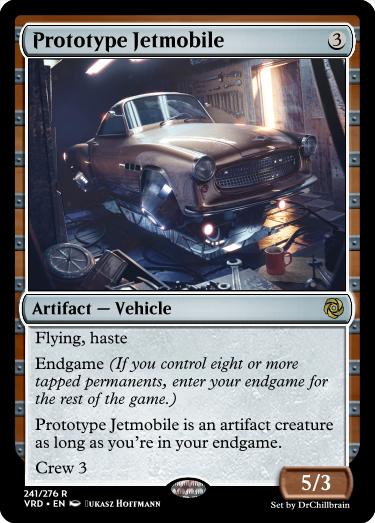 Prototype Jetmobile
3
Artifact — Vehicle
Flying, haste
Endgame (If you control eight or more
tapped permanents, enter your endgame for
the rest of the game.)
Prototype Jetmobile is an artifact creature
as long as you're in your endgame.
Crew 3
5/3
241/276 R
VRD • EN ukasz Hoffmann
Set by DrChillbrain